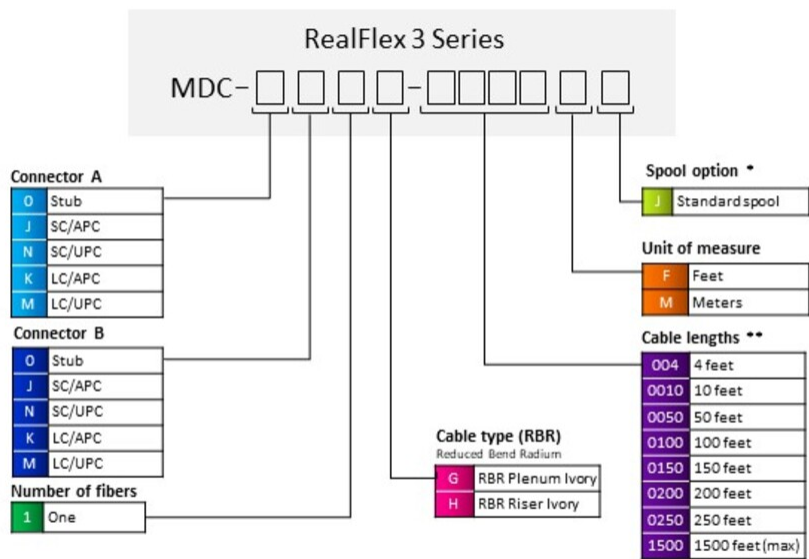 RealFlex 3 Series
MDC- -
Connector A
0 Stub
J SC/APC
N SC/UPC
K LC/APC
M LC/UPC
Connector B
0 Stub
J SC/APC
N SC/UPC
K LC/APC
M LC/UPC
Number of fibers
1 One
Cable type (RBR)
Reduced Bend Radium
G RBR Plenum Ivory
H RBR Riser Ivory
Spool option *
J Standard spool
Unit of measure
F Feet
M Meters
Cable lengths **
004 4 feet
0010 10 feet
0050 50 feet
0100 100 feet
0150 150 feet
0200 200 feet
0250 250 feet
1500 1500 feet (max)